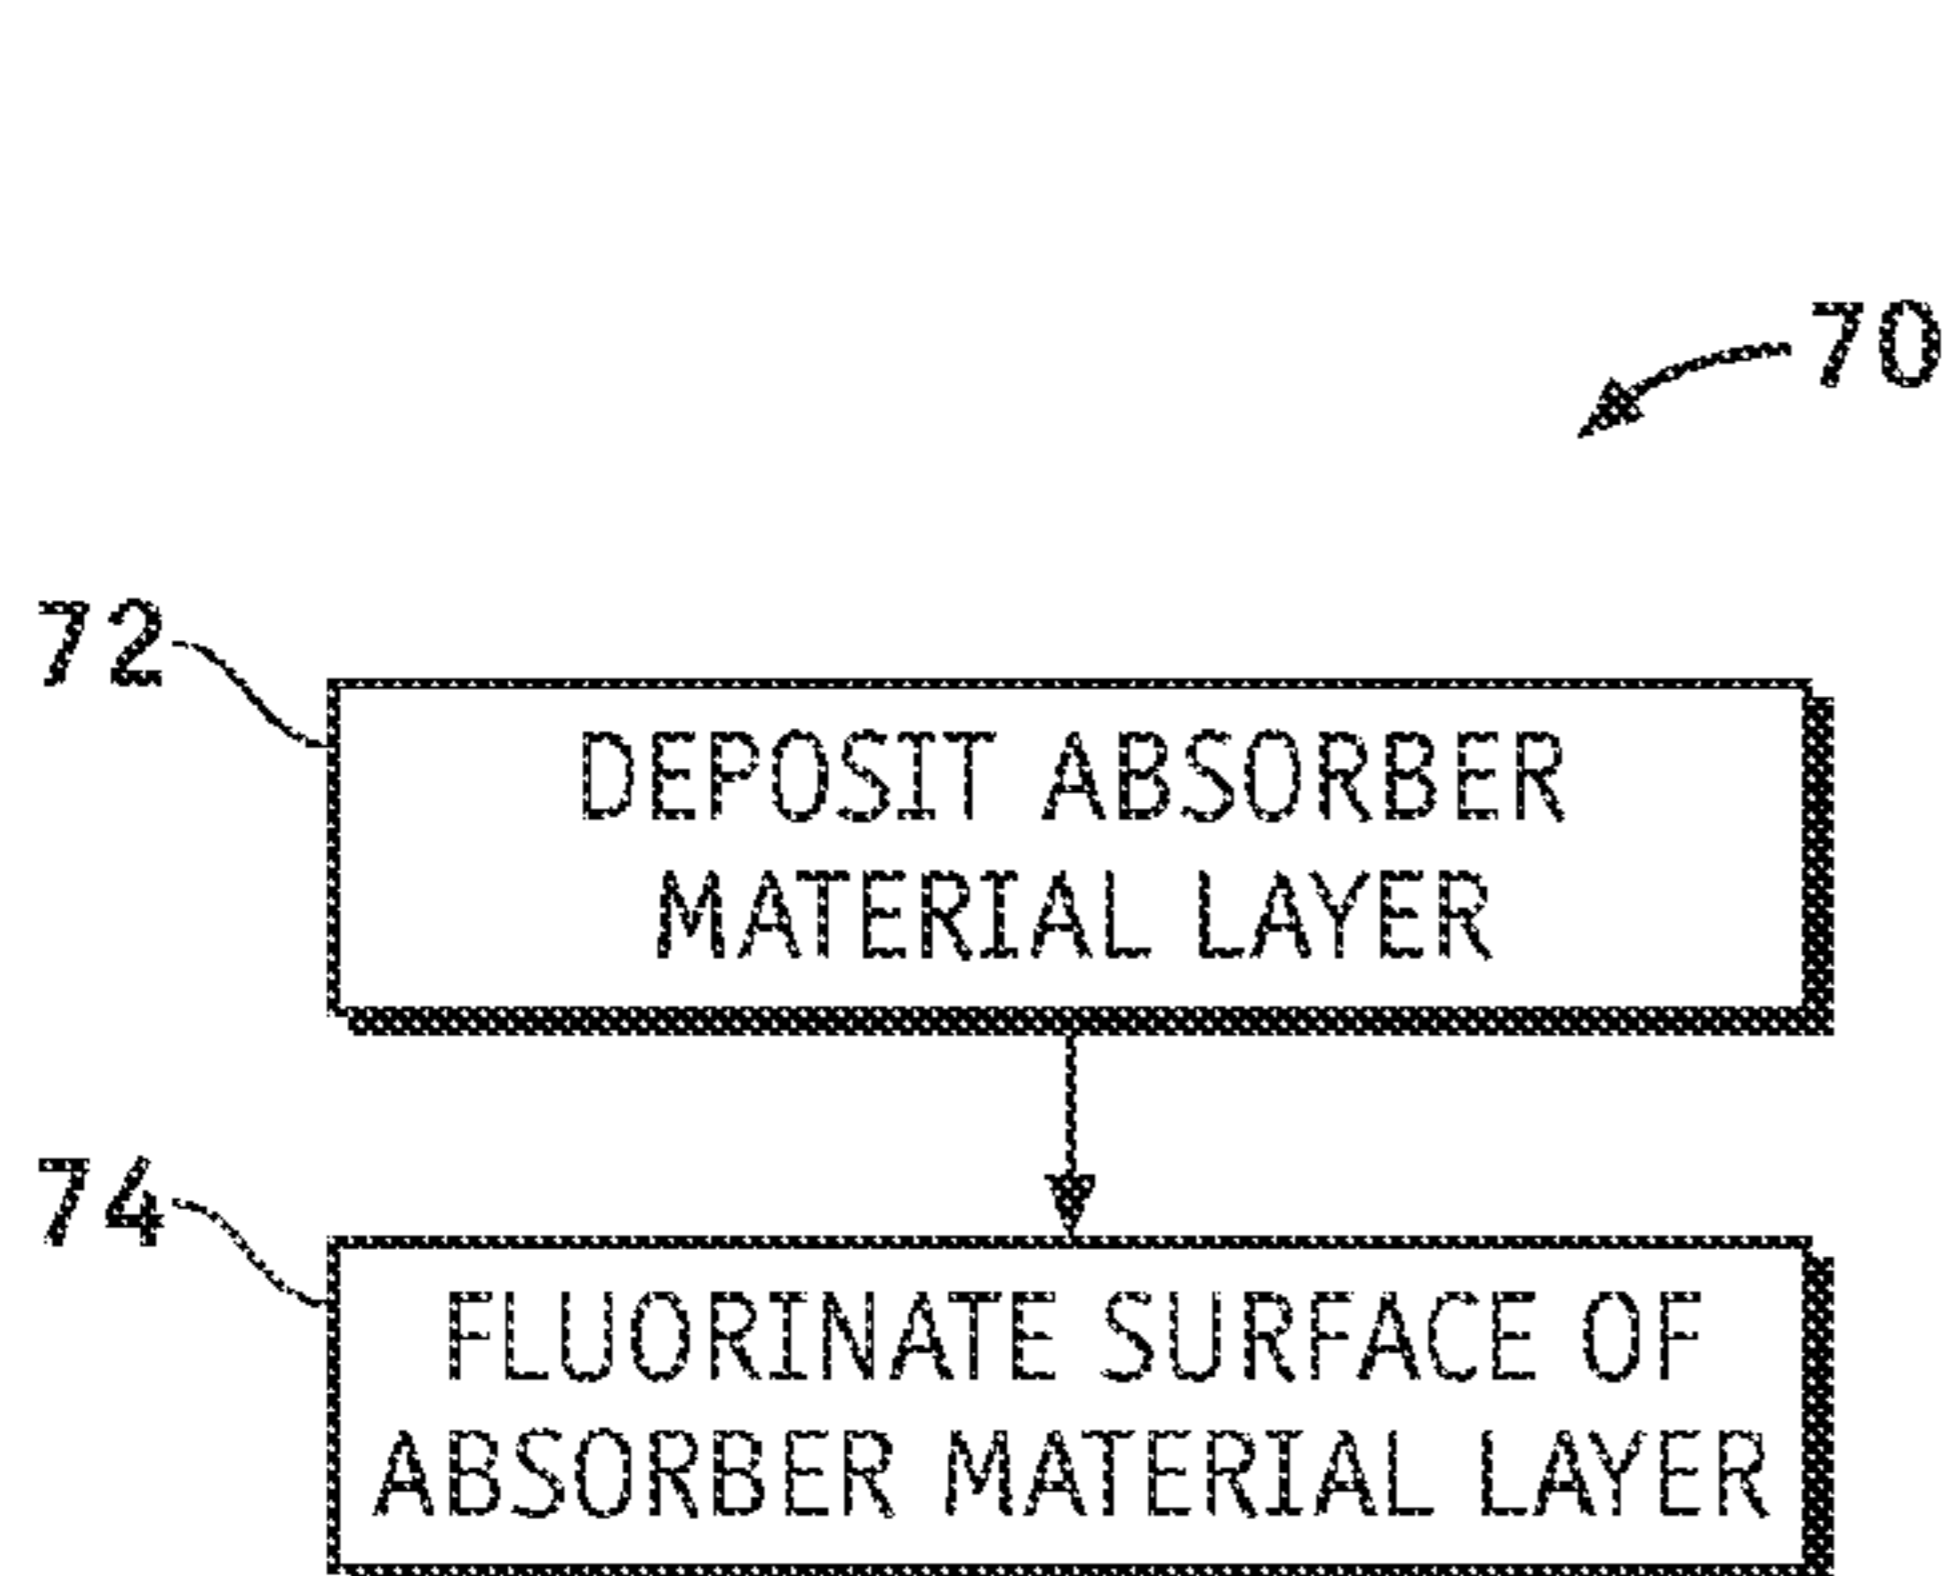 70
72
DEPOSIT ABSORBER
MATERIAL LAYER
74
FLUORINATE SURFACE OF
ABSORBER MATERIAL LAYER